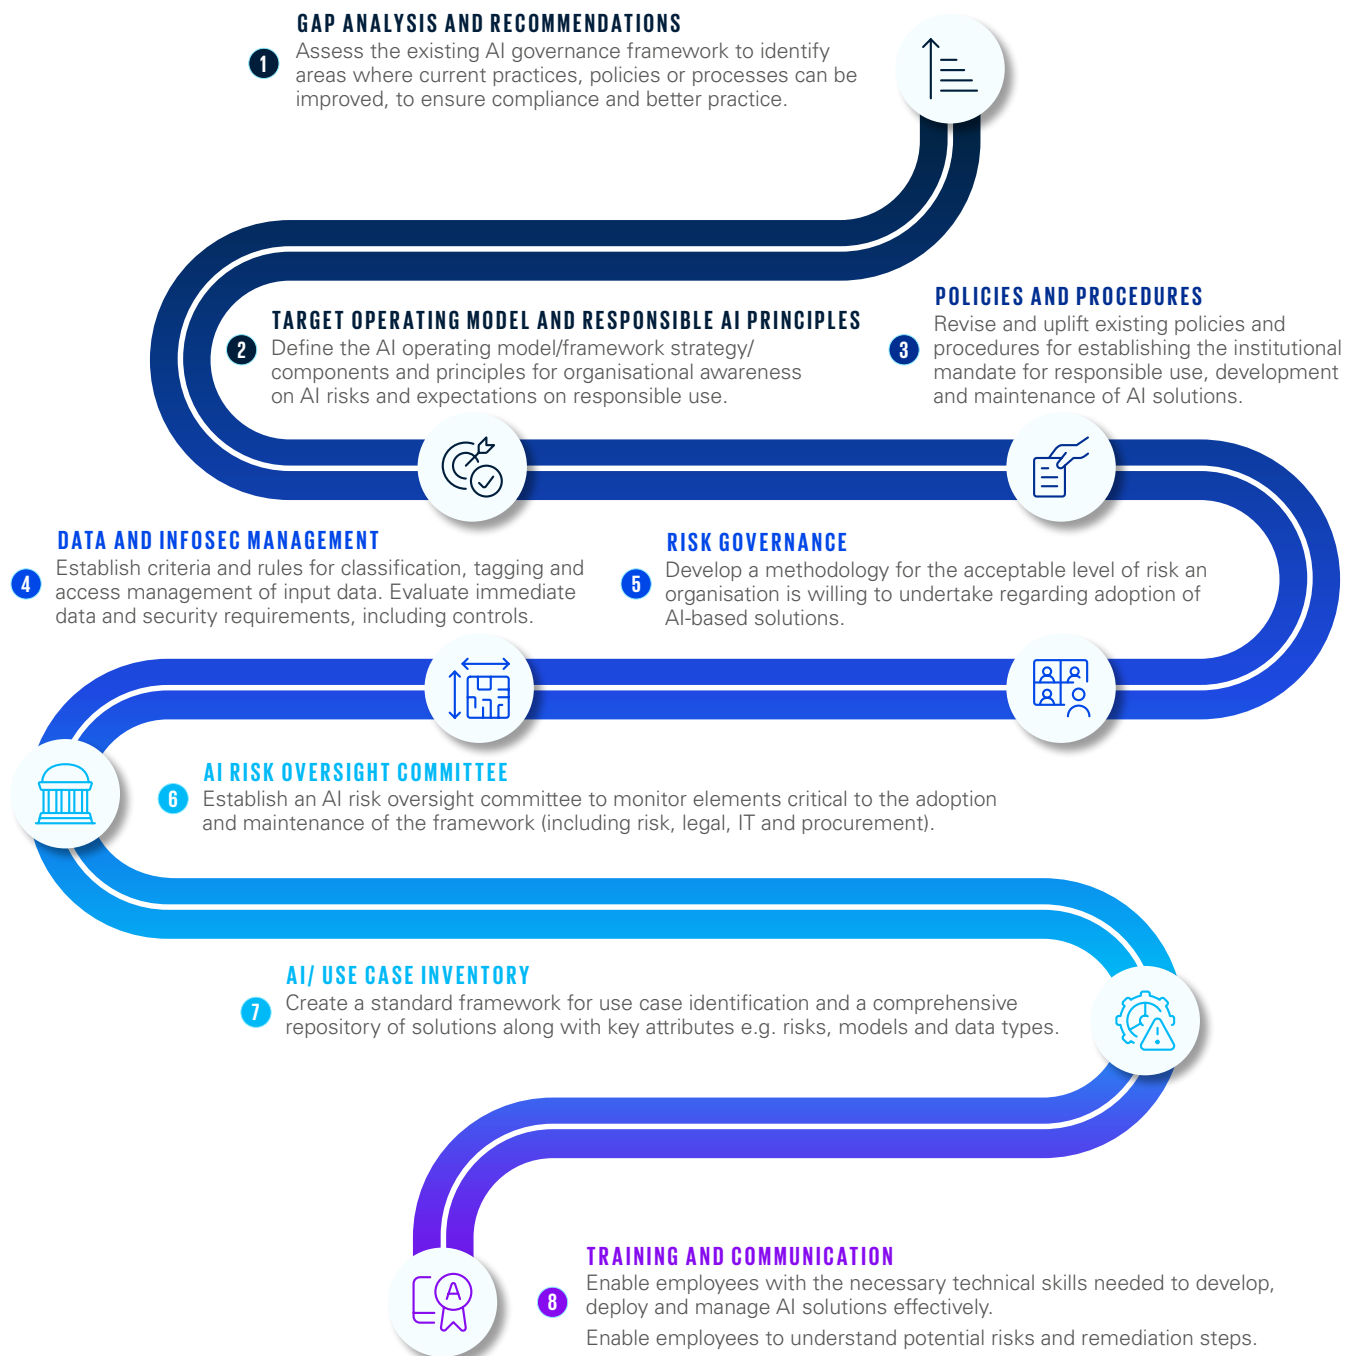 GAP ANALYSIS AND RECOMMENDATIONS
1
Assess the existing AI governance framework to identify
areas where current practices, policies or processes can be
improved, to ensure compliance and better practice.
TARGET OPERATING MODEL AND RESPONSIBLE AI PRINCIPLES
2
Define the AI operating model/framework strategy/
components and principles for organisational awareness
on AI risks and expectations on responsible use.
POLICIES AND PROCEDURES
3
Revise and uplift existing policies and
procedures for establishing the institutional
mandate for responsible use, development
and maintenance of AI solutions.
DATA AND INFOSEC MANAGEMENT
4
Establish criteria and rules for classification, tagging and
access management of input data. Evaluate immediate
data and security requirements, including controls.
RISK GOVERNANCE
5
Develop a methodology for the acceptable level of risk an
organisation is willing to undertake regarding adoption of
AI-based solutions.
AI RISK OVERSIGHT COMMITTEE
6
Establish an AI risk oversight committee to monitor elements critical to the adoption
and maintenance of the framework (including risk, legal, IT and procurement).
AI/ USE CASE INVENTORY
7
Create a standard framework for use case identification and a comprehensive
repository of solutions along with key attributes e.g. risks, models and data types.
A
TRAINING AND COMMUNICATION
8
Enable employees with the necessary technical skills needed to develop,
deploy and manage AI solutions effectively.
Enable employees to understand potential risks and remediation steps.